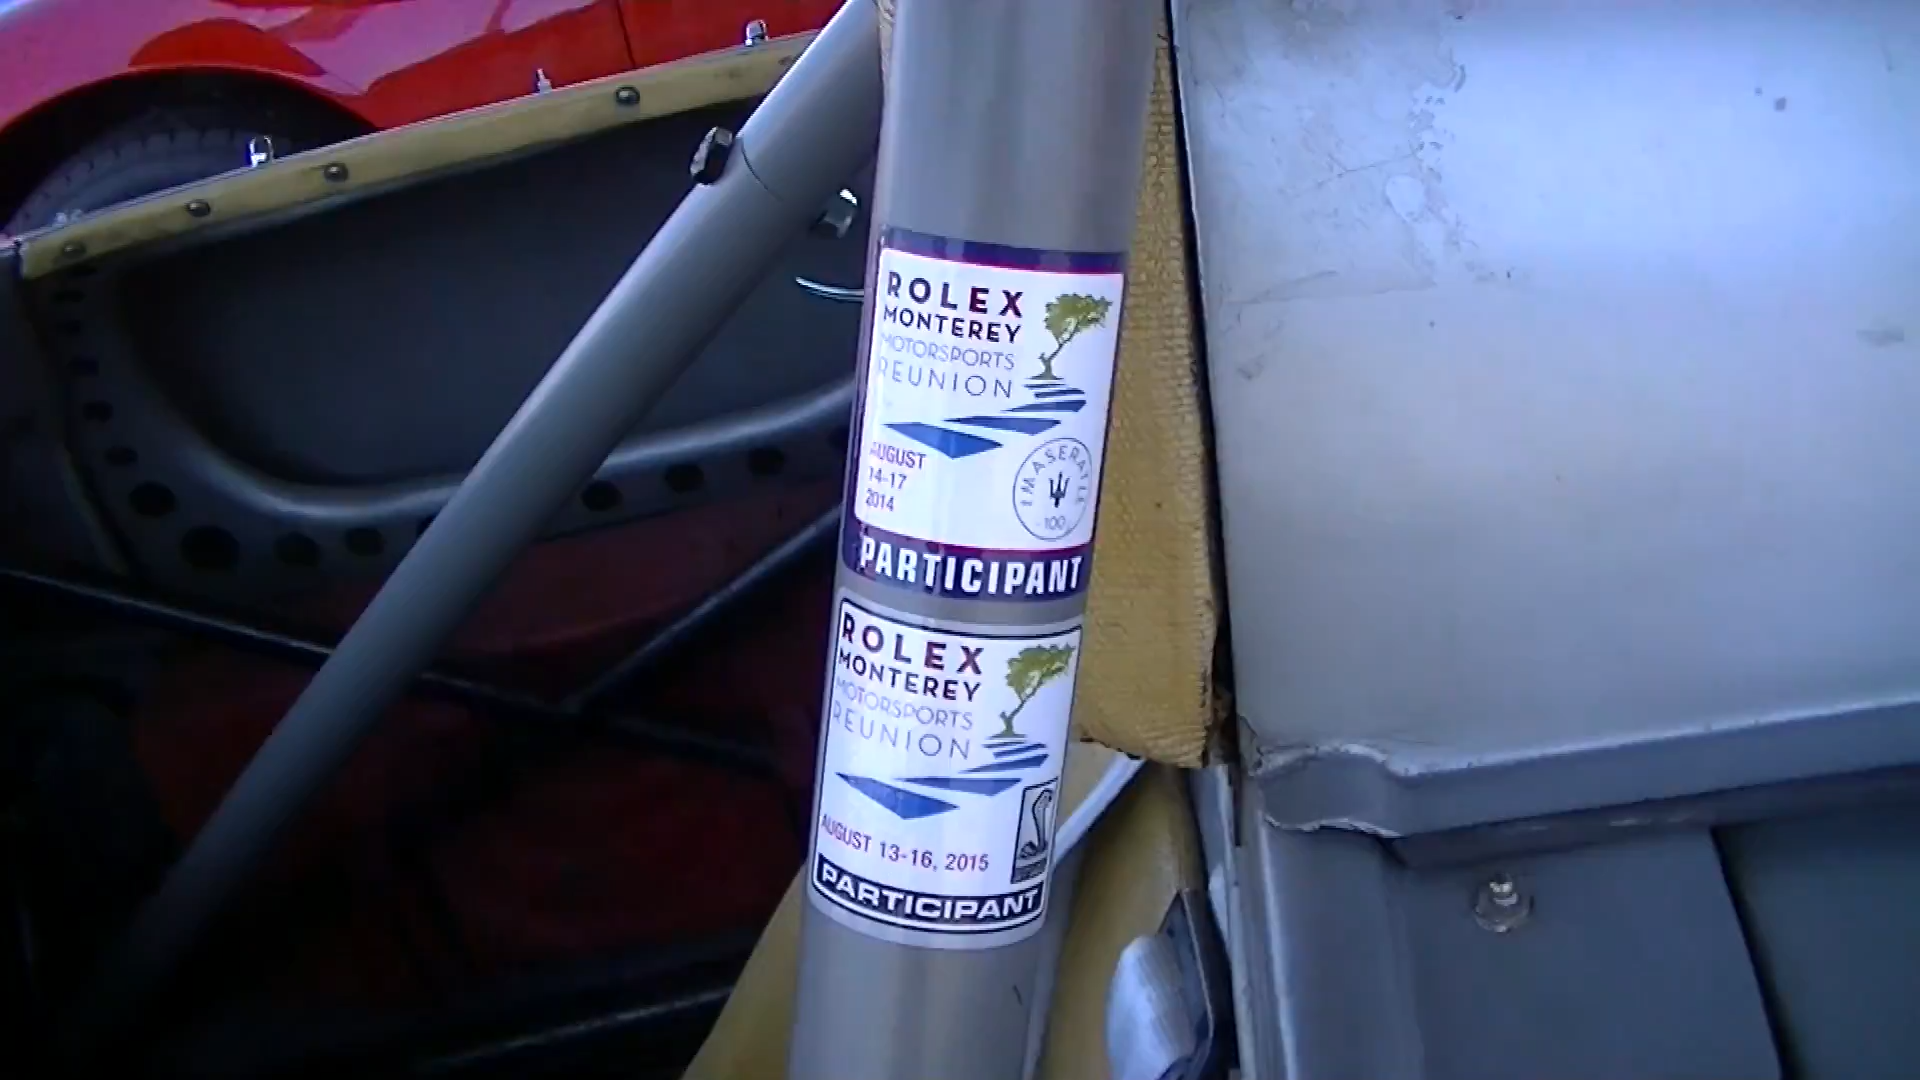 ROLEX
MONTEREY
MOTORSPORTS
REUNION
AUGUST
14-17
2014
MASERATI
100
PARTICIPANT
ROLEX
MONTEREY
MOTORSPORTS
REUNION
AUGUST 13-16, 2015
PARTICIPANT